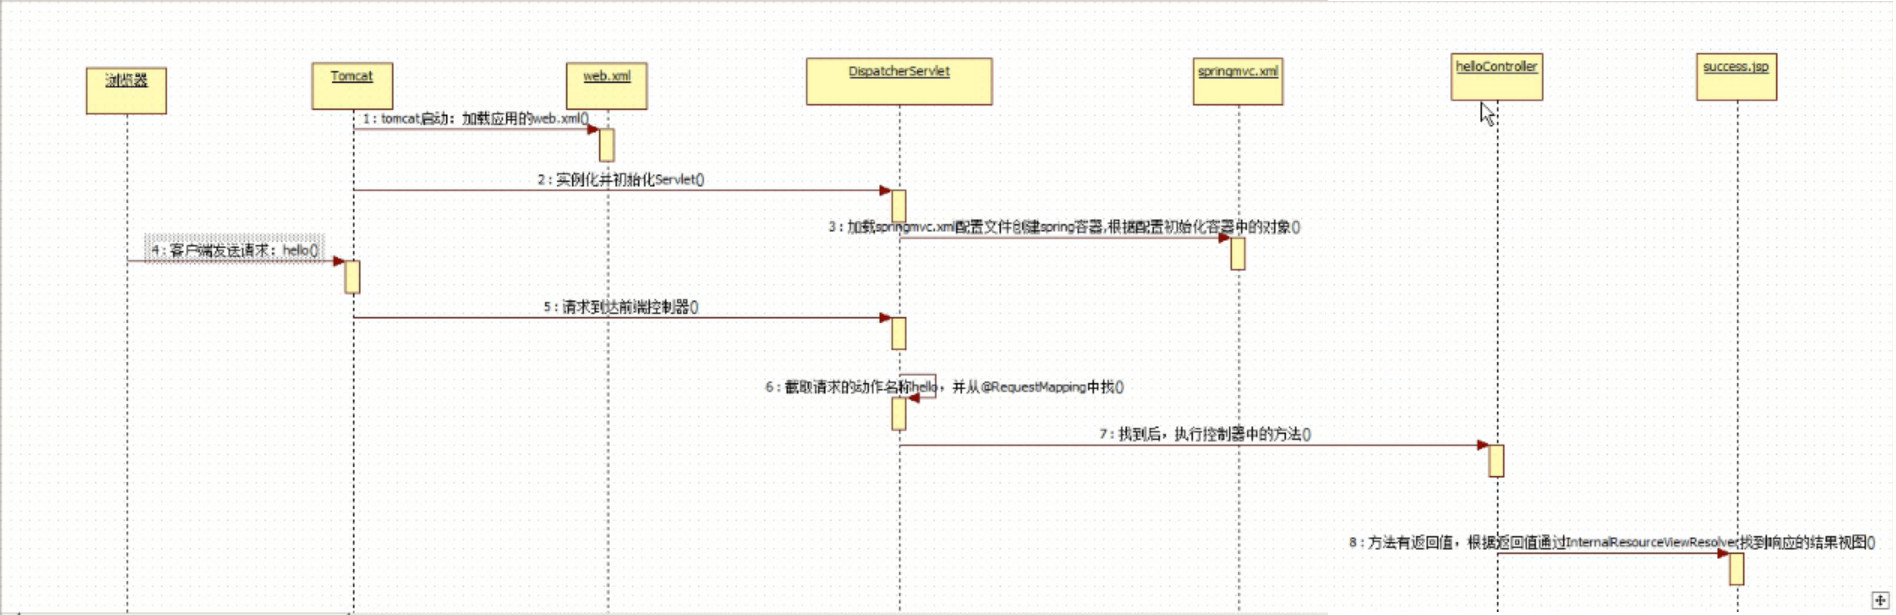 浏览器
Tomcat
web.xml
DispatcherServlet
springmvc.xml
helloController
success.jsp
1 : tomcat启动：加载应用的web.xml()
2 : 实例化并初始化Servlet()
3 : 加载springmvc.xml配置文件创建spring容器,根据配置初始化容器中的对象()
4 : 客户端发送请求：hello()
5 : 请求到达前端控制器()
6 : 截取请求的动作名称hello，并从@RequestMapping中找()
7 : 找到后，执行控制器中的方法()
8 : 方法有返回值，根据返回值通过InternalResourceViewResolver找到响应的结果视图()